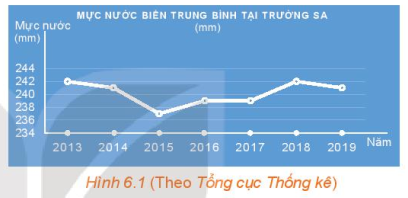 MỰC NƯỚC BIỂN TRUNG BÌNH TẠI TRƯỜNG SA
(mm)
Mực nước
(mm)
244
242
240
238
236
234
2013 2014 2015 2016 2017 2018 2019
Năm
Hình 6.1 (Theo Tổng cục Thống kê)